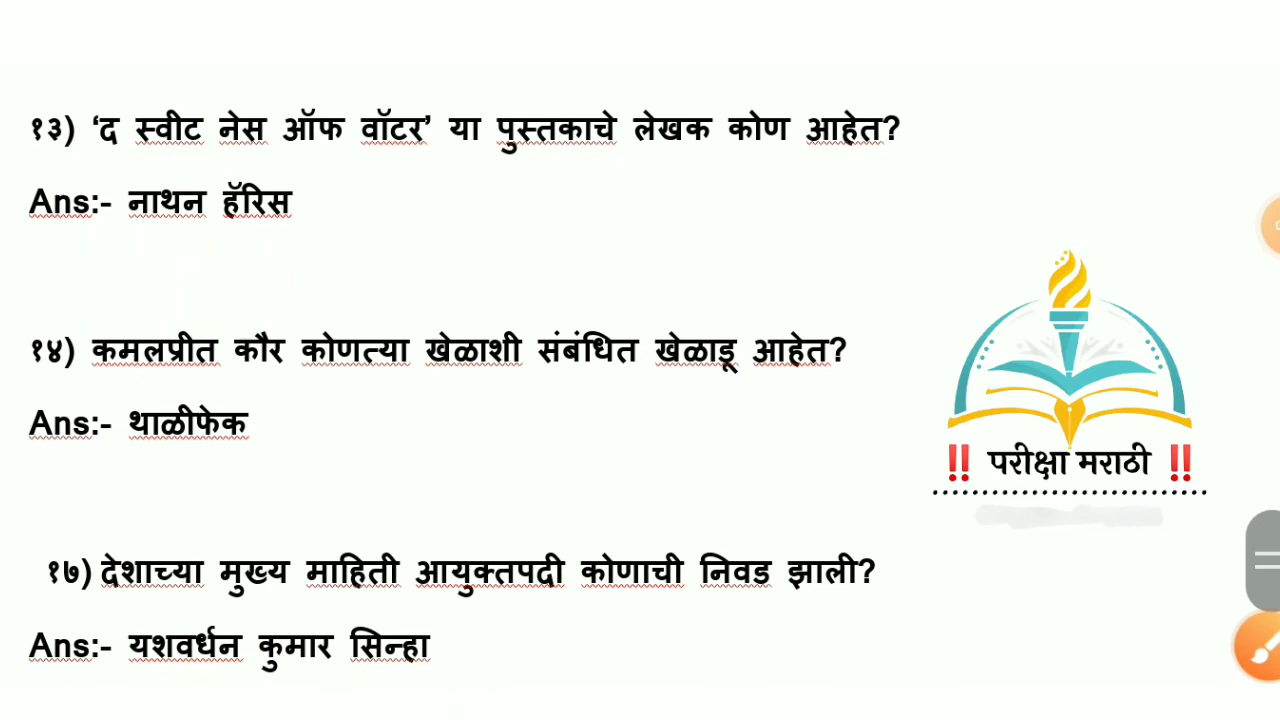 १३) ‘द स्वीट नेस ऑफ वॉटर’ या पुस्तकाचे लेखक कोण आहेत?
Ans:- नाथन हॅरिस
१४) कमलप्रीत कौर कोणत्या खेळाशी संबंधित खेळाडू आहेत?
Ans:- थाळीफेक
‼ परीक्षा मराठी ‼
१७) देशाच्या मुख्य माहिती आयुक्तपदी कोणाची निवड झाली?
Ans:- यशवर्धन कुमार सिन्हा